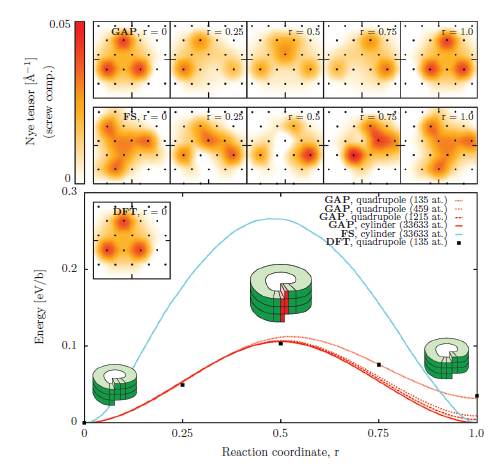 0.05
Nye tensor [Å⁻¹]
(screw comp.)
0
GAP, r = 0
r = 0.25
r = 0.5
r = 0.75
r = 1.0
FS, r = 0
r = 0.25
r = 0.5
r = 0.75
r = 1.0
0.3
DFT, r = 0
GAP, quadrupole (135 at.)
GAP, quadrupole (459 at.)
GAP, quadrupole (1215 at.)
GAP, cylinder (33633 at.)
FS, cylinder (33633 at.)
DFT, quadrupole (135 at.)
0.2
Energy [eV/b]
0.1
0
0
0.25
0.5
0.75
1.0
Reaction coordinate, r